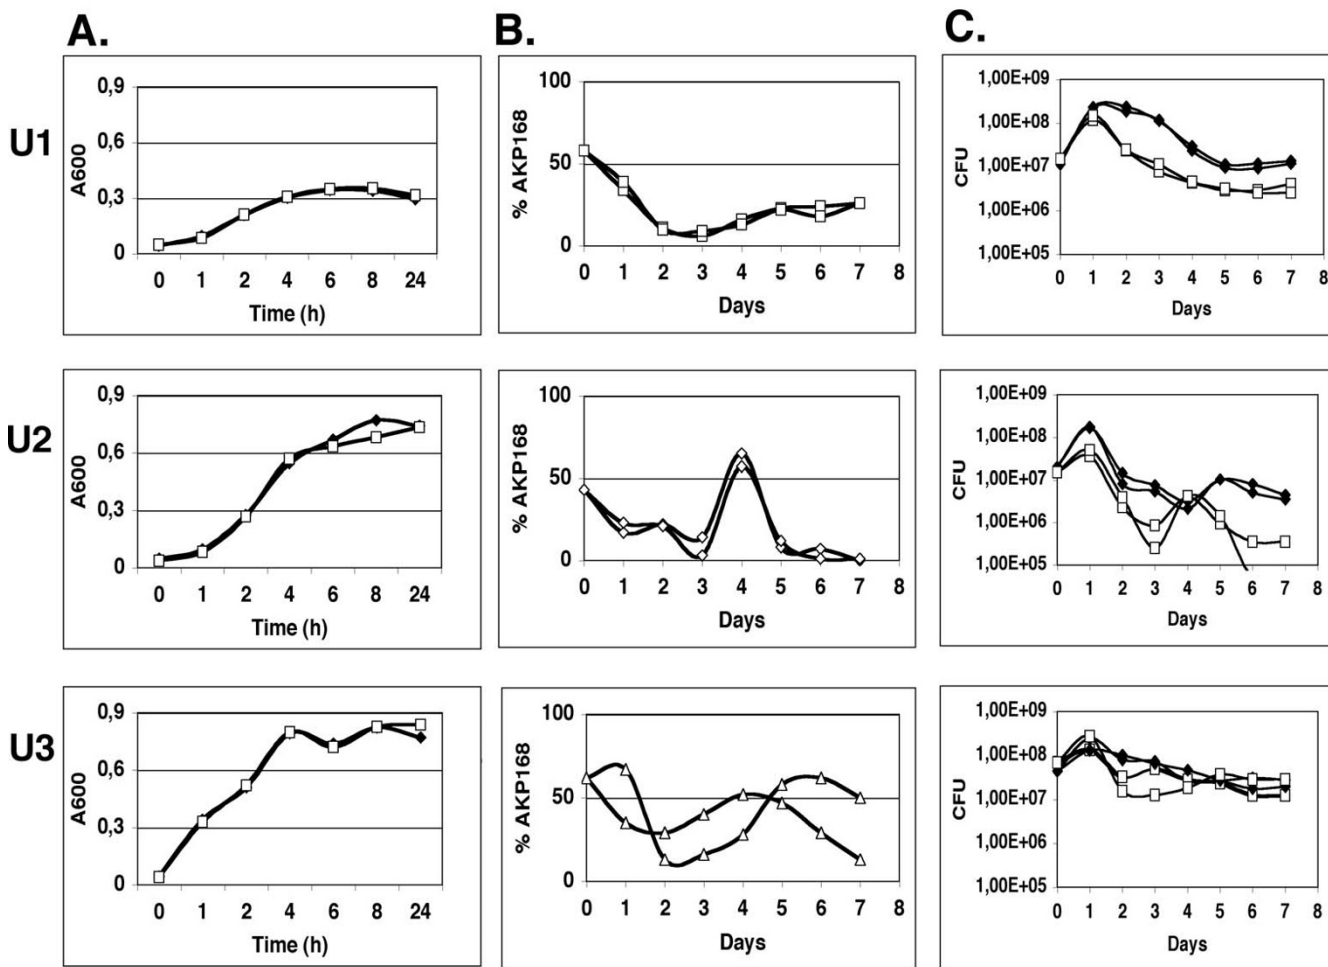 A. B. C.
U1
A600
0,9
0,6
0,3
0
0 1 2 4 6 8 24
Time (h)
% AKP168
100
50
0
0 1 2 3 4 5 6 7 8
Days
CFU
1,00E+09
1,00E+08
1,00E+07
1,00E+06
1,00E+05
0 1 2 3 4 5 6 7 8
Days
U2
A600
0,9
0,6
0,3
0
0 1 2 4 6 8 24
Time (h)
% AKP168
100
50
0
0 1 2 3 4 5 6 7 8
Days
CFU
1,00E+09
1,00E+08
1,00E+07
1,00E+06
1,00E+05
0 1 2 3 4 5 6 7 8
Days
U3
A600
0,9
0,6
0,3
0
0 1 2 4 6 8 24
Time (h)
% AKP168
100
50
0
0 1 2 3 4 5 6 7 8
Days
CFU
1,00E+09
1,00E+08
1,00E+07
1,00E+06
1,00E+05
0 1 2 3 4 5 6 7 8
Days